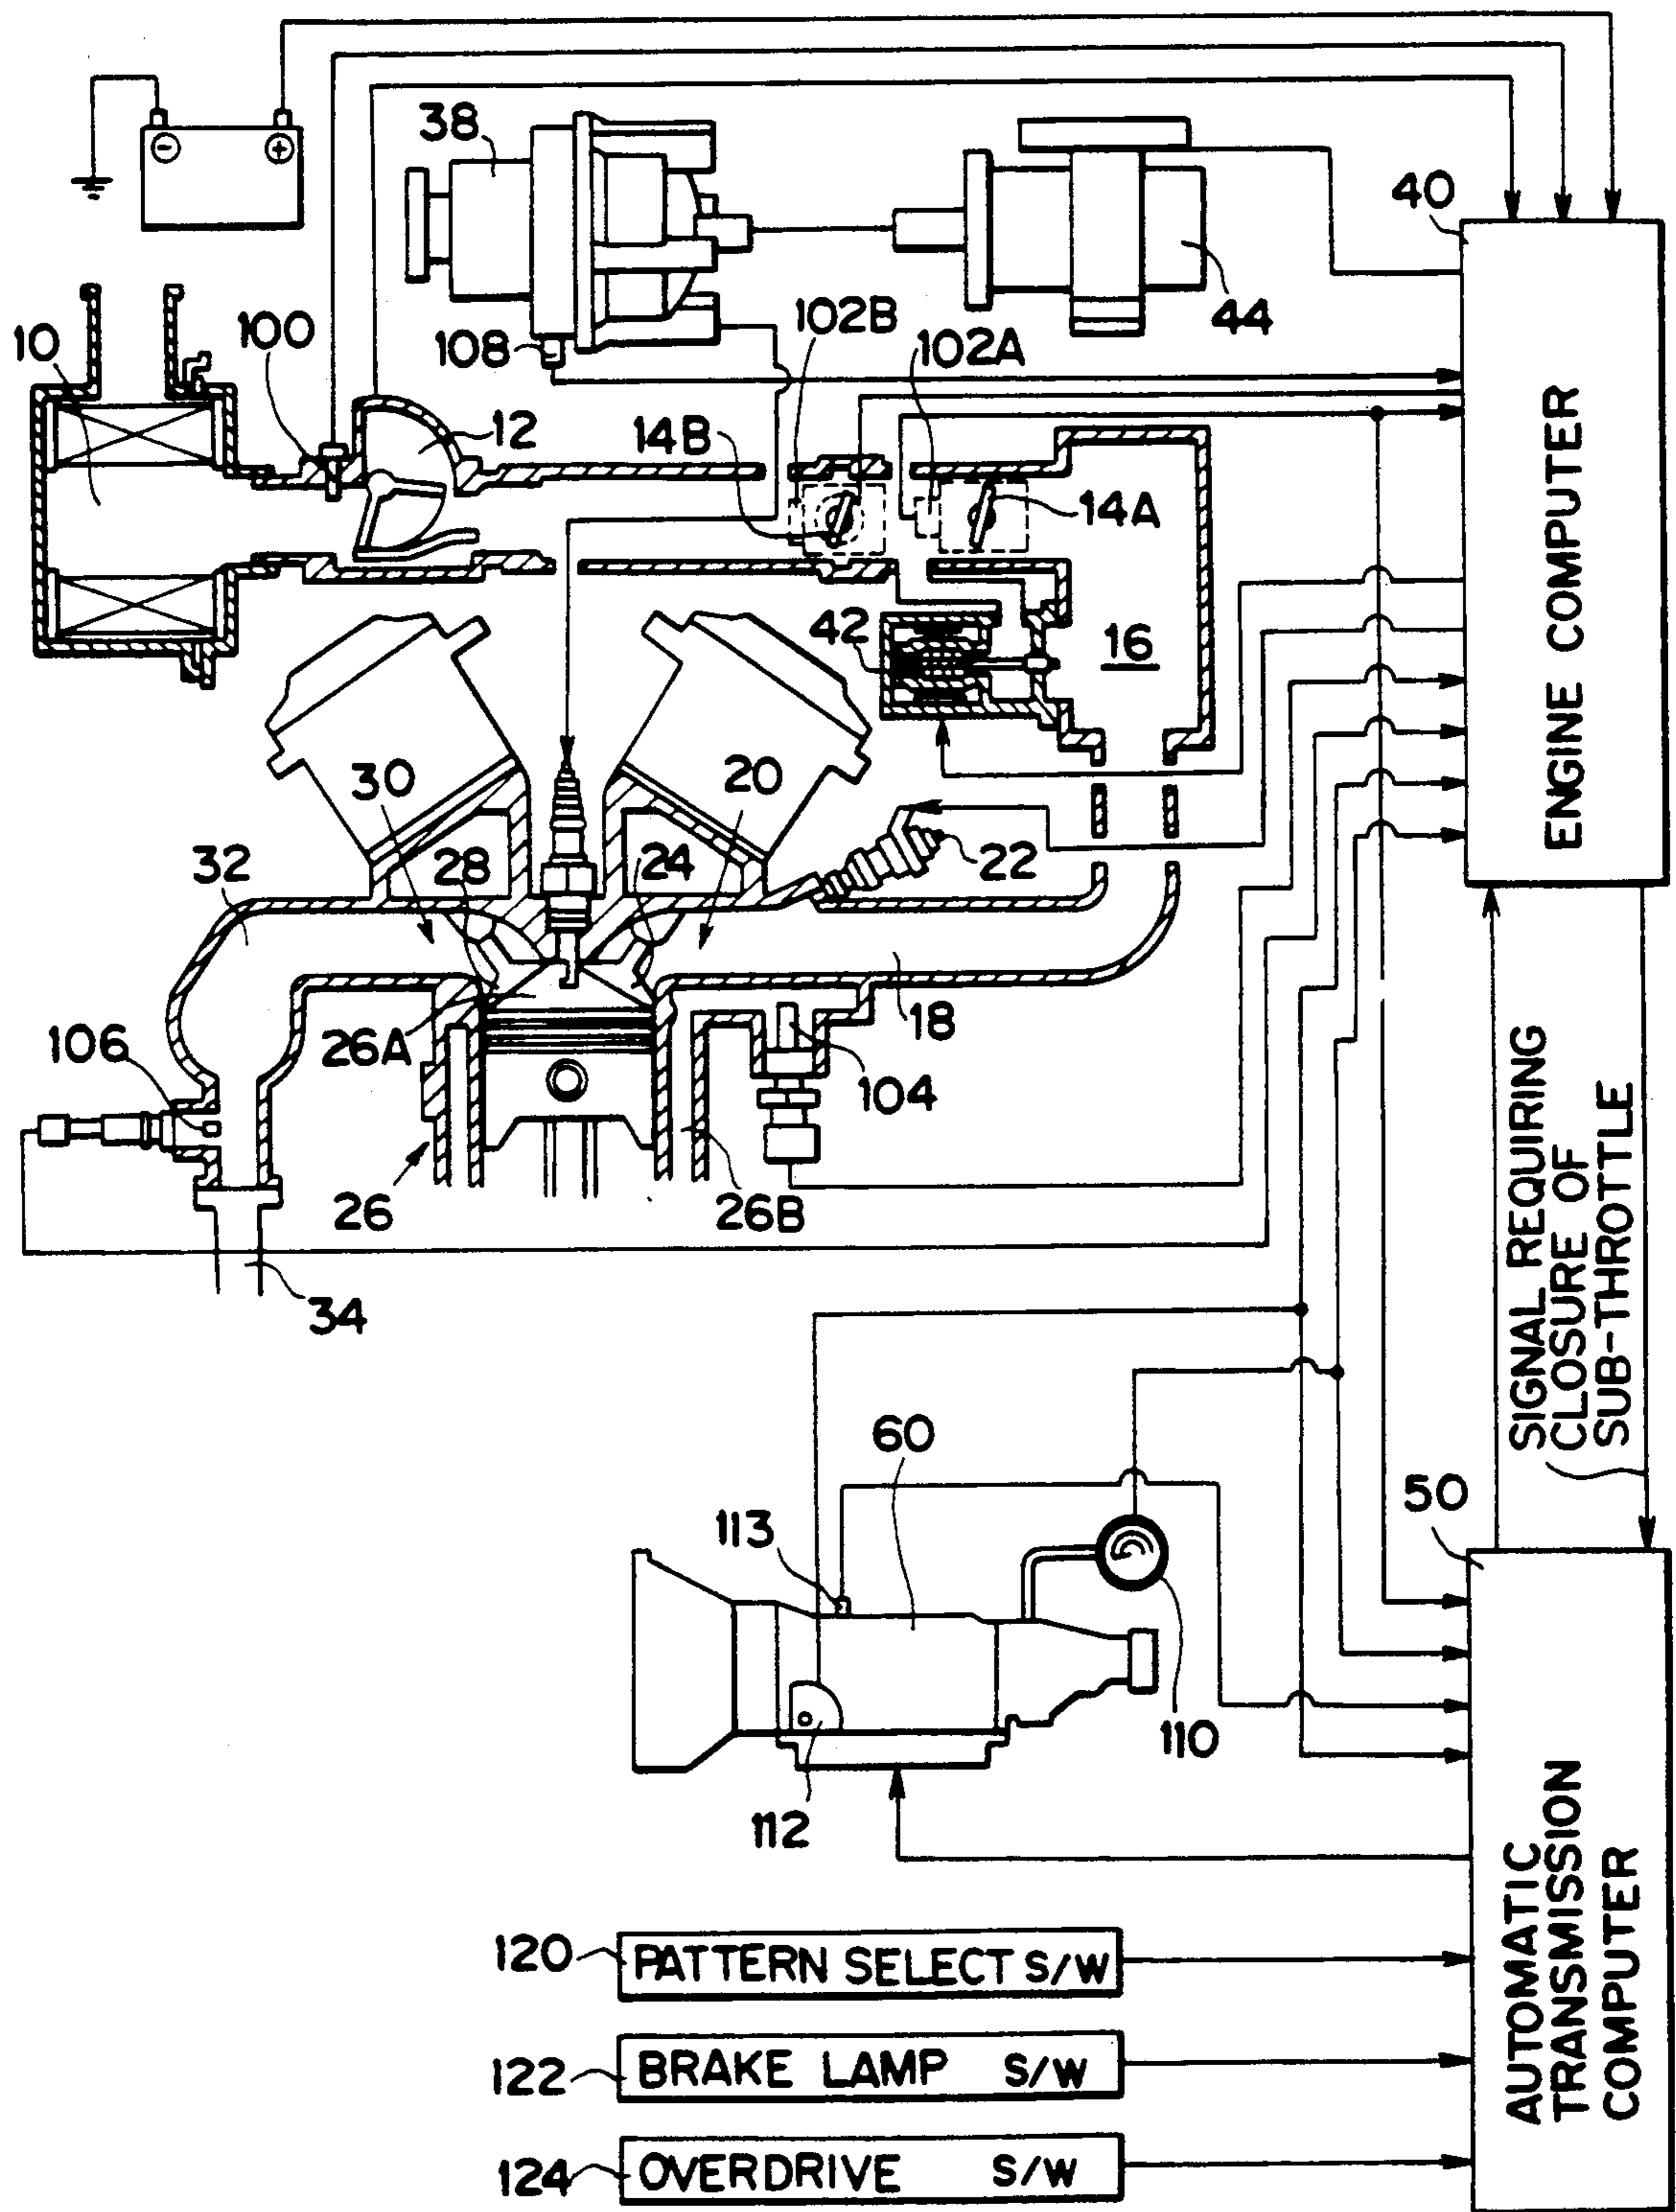 38
40
ENGINE COMPUTER
44
10
100
108
102B
102A
12
14B
14A
42
16
30
20
22
32
28
24
26A
18
106
104
26
26B
34
SIGNAL REQUIRING
CLOSURE OF
SUB-THROTTLE
60
50
113
110
112
AUTOMATIC
TRANSMISSION
COMPUTER
120
PATTERN SELECT S/W
122
BRAKE LAMP S/W
124
OVERDRIVE S/W